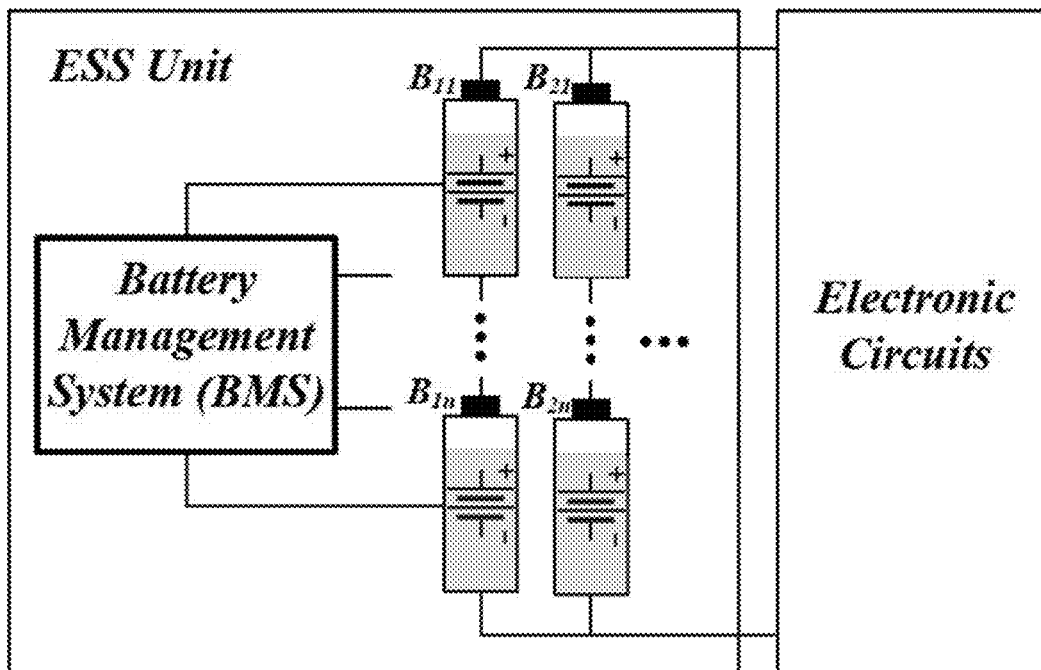 ESS Unit
B11
B21
Battery
Management
System (BMS)
B1n
B2n
Electronic
Circuits